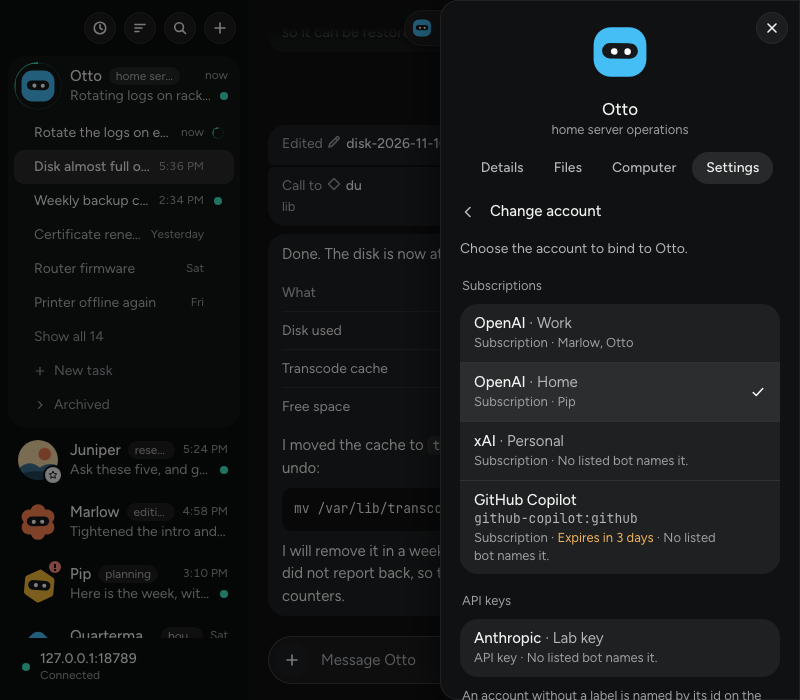 Otto home ser... now
Rotating logs on rack...
Rotate the logs on e... now
Disk almost full o... 5:36 PM
Weekly backup c... 2:34 PM
Certificate rene... Yesterday
Router firmware Sat
Printer offline again Fri
Show all 14
+ New task
> Archived
Juniper rese... 5:24 PM
Ask these five, and g...
Marlow editi... 4:58 PM
Tightened the intro and...
Pip planning 3:10 PM
Here is the week, wit...
Quarterma hou... Sat
127.0.0.1:18789
Connected
so it can be restor
Edited disk-2026-11-1
Call to du
lib
Done. The disk is now at
What
Disk used
Transcode cache
Free space
I moved the cache to t
undo:
mv /var/lib/transco
I will remove it in a week
did not report back, so t
counters.
+ Message Otto
Otto
home server operations
Details Files Computer Settings
Change account
Choose the account to bind to Otto.
Subscriptions
OpenAI · Work
Subscription · Marlow, Otto
OpenAI · Home
Subscription · Pip
xAI · Personal
Subscription · No listed bot names it.
GitHub Copilot
github-copilot:github
Subscription · Expires in 3 days · No listed
bot names it.
API keys
Anthropic · Lab key
API key · No listed bot names it.
An account without a label is named by its id on the